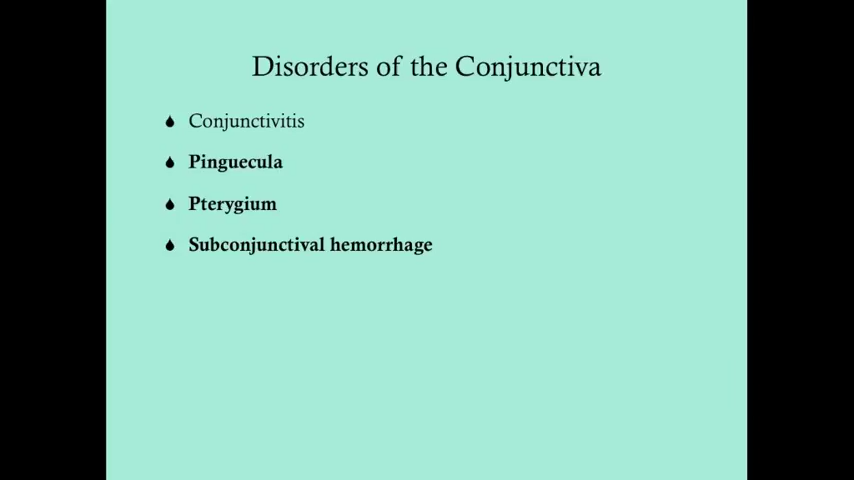 Disorders of the Conjunctiva
Conjunctivitis
Pinguecula
Pterygium
Subconjunctival hemorrhage